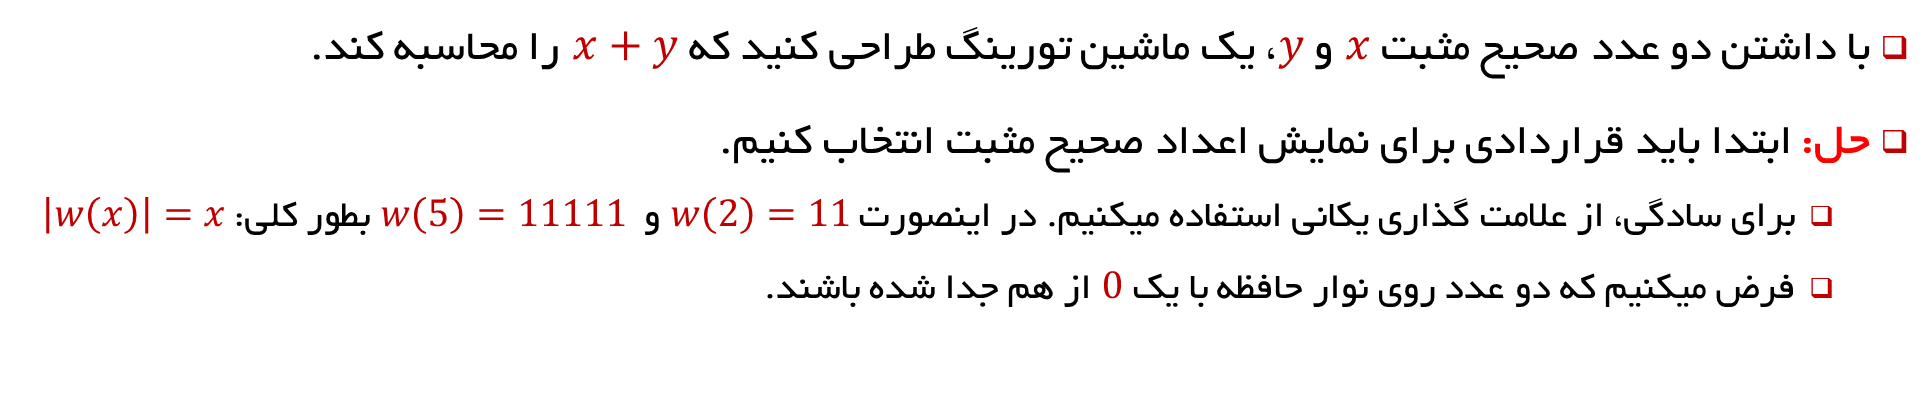 ❑ با داشتن دو عدد صحیح مثبت x و y، یک ماشین تورینگ طراحی کنید که x + y را محاسبه کند.
❑ حل: ابتدا باید قراردادی برای نمایش اعداد صحیح مثبت انتخاب کنیم.
❑ برای سادگی، از علامت گذاری یکانی استفاده میکنیم. در اینصورت w(2) = 11 و w(5) = 11111 بطور کلی: |w(x)| = x
❑ فرض میکنیم که دو عدد روی نوار حافظه با یک 0 از هم جدا شده باشند.